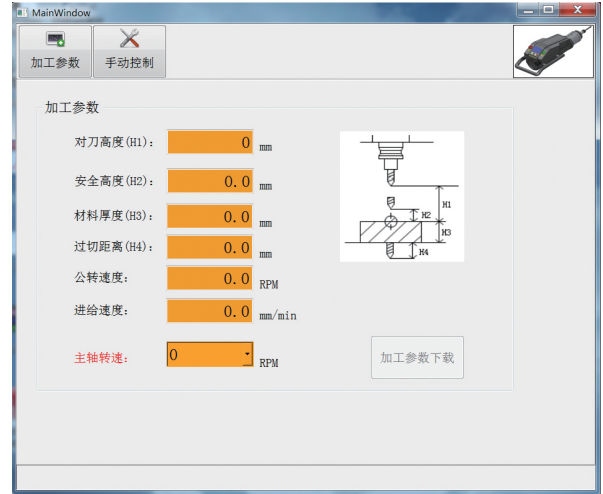 MainWindow
加工参数 手动控制
加工参数
对刀高度(H1): 0 mm
安全高度(H2): 0.0 mm
材料厚度(H3): 0.0 mm
过切距离(H4): 0.0 mm
公转速度: 0.0 RPM
进给速度: 0.0 mm/min
主轴转速: 0 RPM
H1
H2
H3
H4
加工参数下载